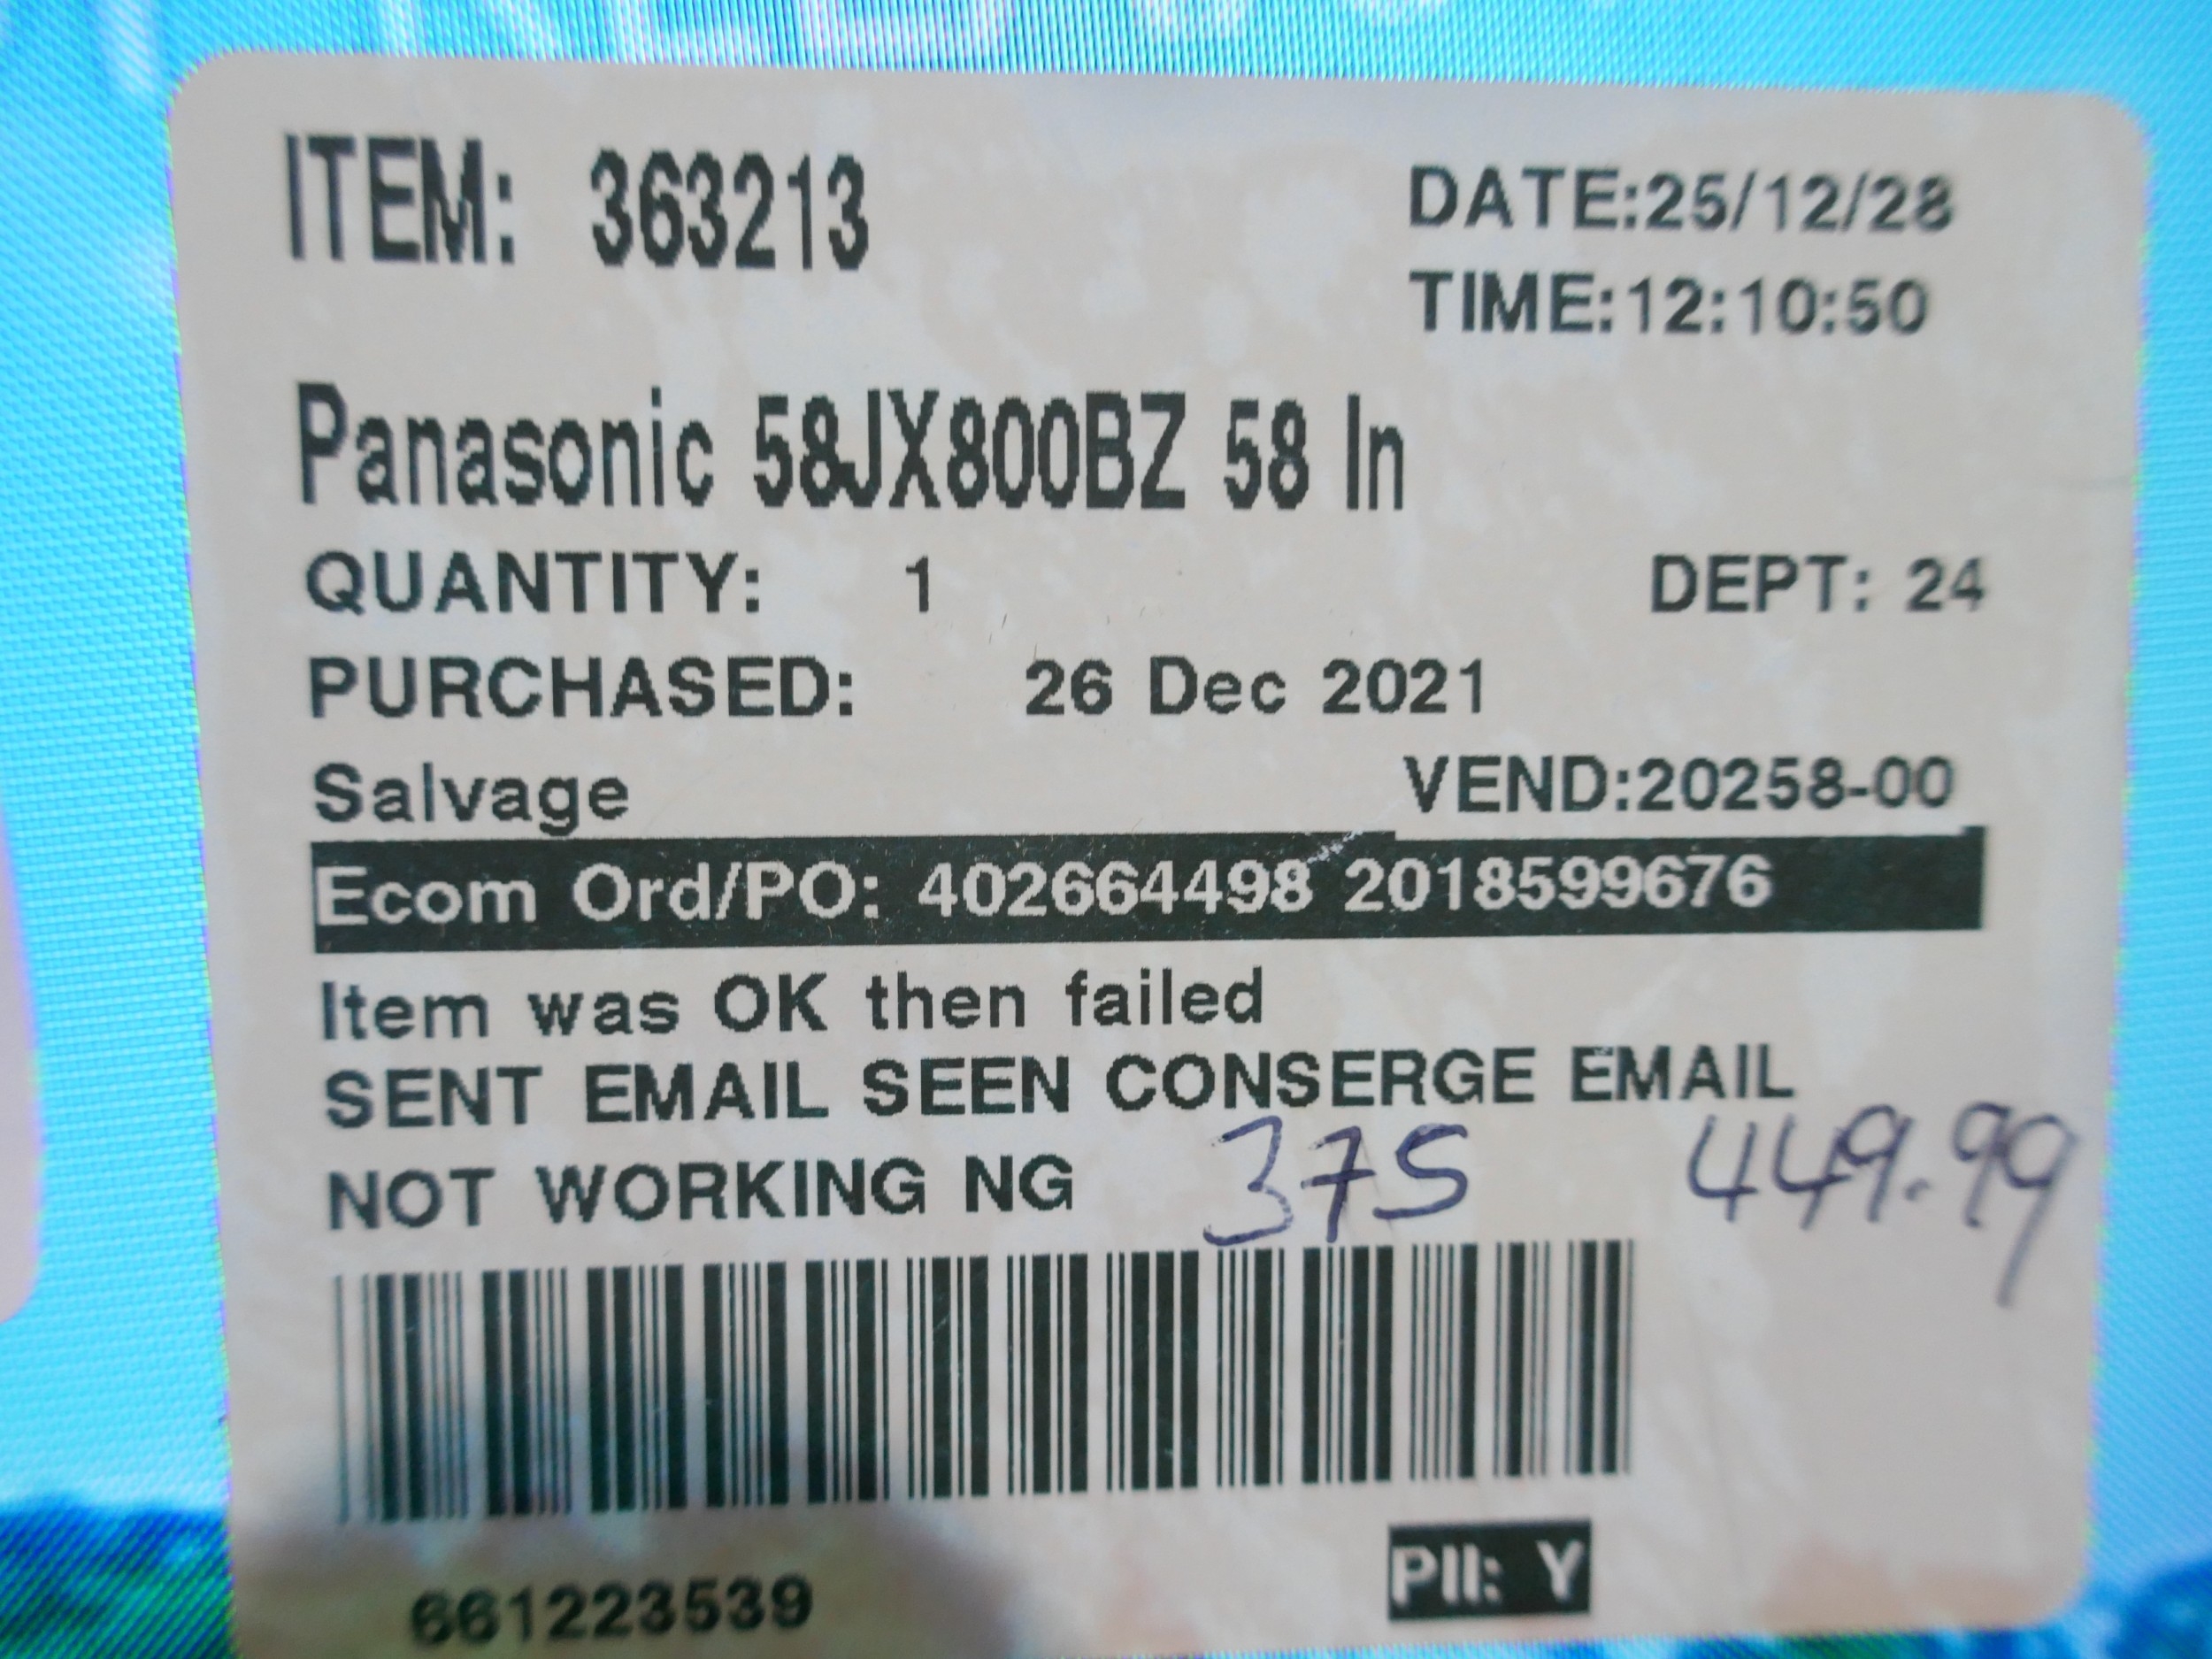 ITEM: 363213
DATE:25/12/28
TIME:12:10:50
Panasonic 58JX800BZ 58 In
QUANTITY: 1 DEPT: 24
PURCHASED: 26 Dec 2021
Salvage VEND:20258-00
Ecom Ord/PO: 402664498 2018599676
Item was OK then failed
SENT EMAIL SEEN CONSERGE EMAIL
NOT WORKING NG 375 449.99
661223539
PII: Y